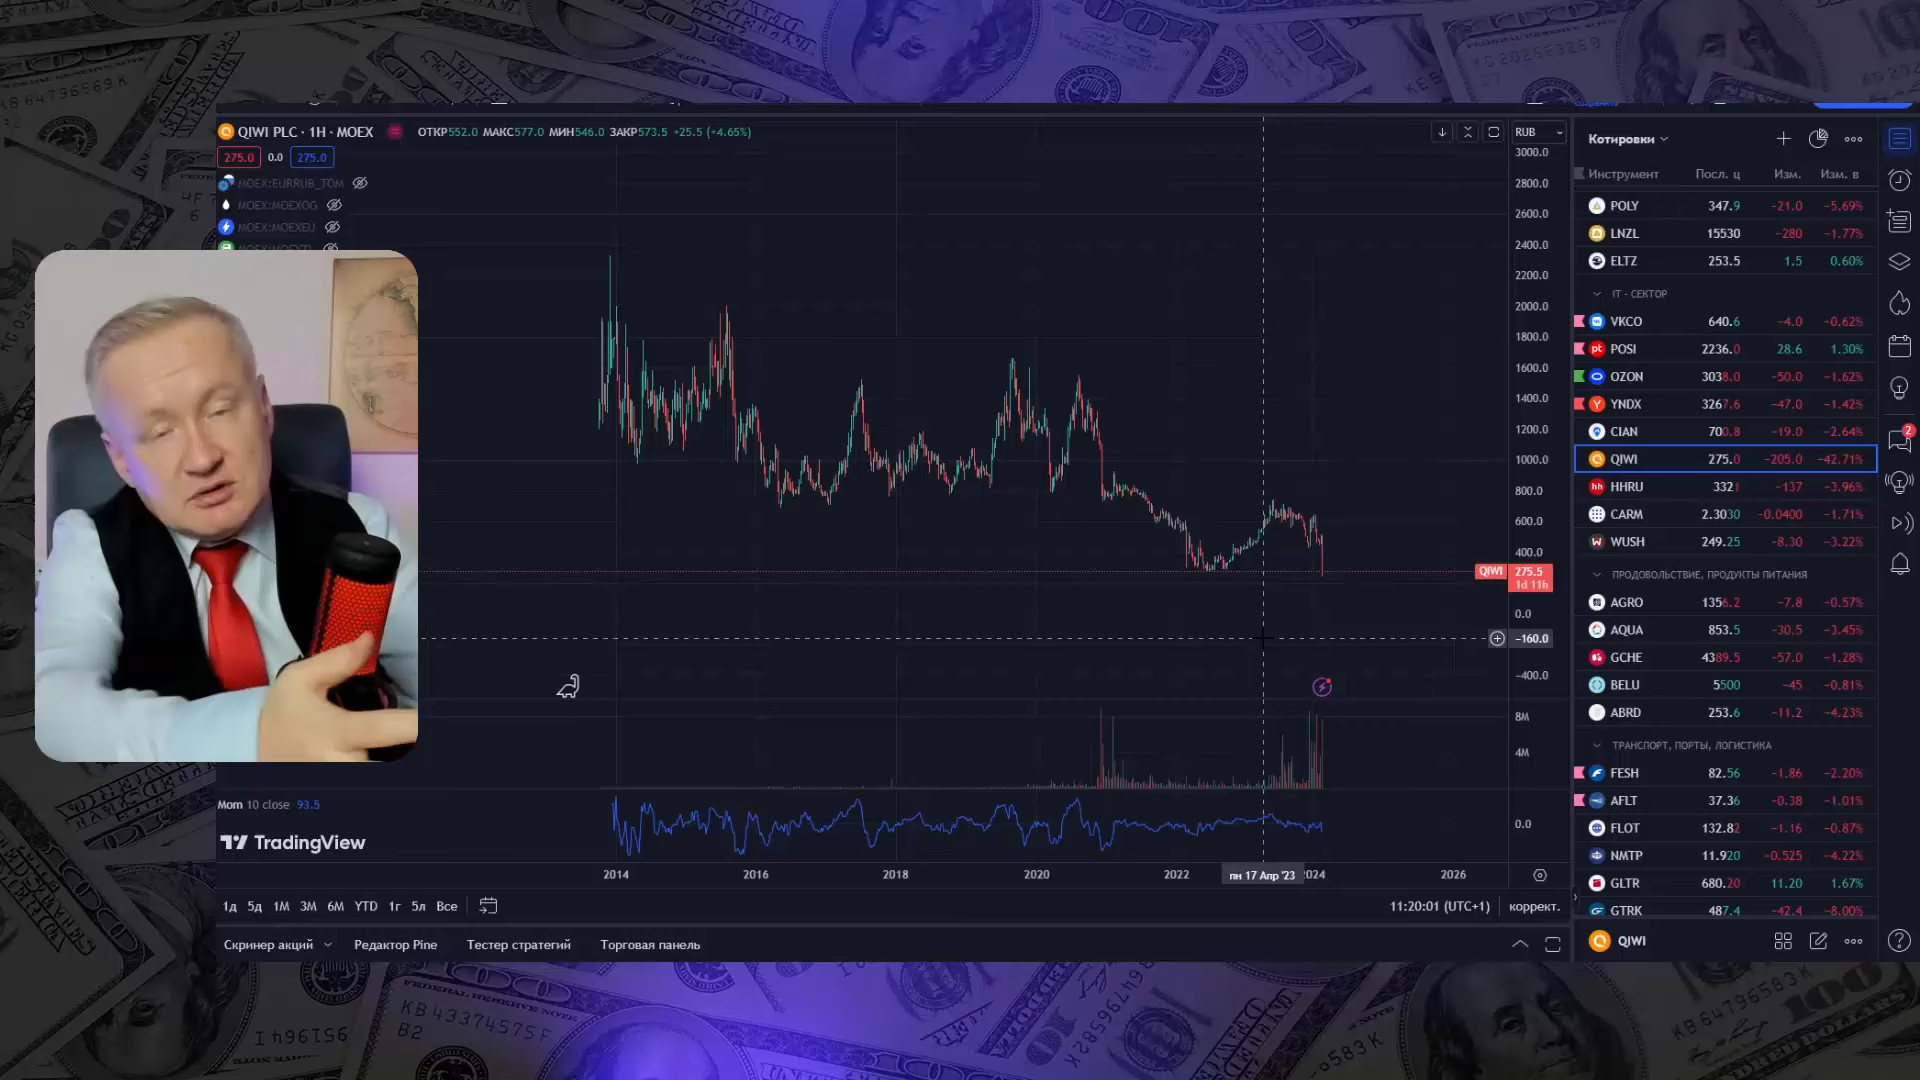 QIWI PLC · 1Н · MOEX ОТКР552.0 МАКС577.0 МИН546.0 ЗАКР573.5 +25.5 (+4.65%)
275.0 0.0 275.0
MOEX:EURRUB_TOM
MOEX:MOEXOG
MOEX:MOEXEU
RUB
3000.0
2800.0
2600.0
2400.0
2200.0
2000.0
1800.0
1600.0
1400.0
1200.0
1000.0
800.0
600.0
400.0
QIWI 275.5
1d 11h
0.0
−160.0
−400.0
8M
4M
Mom 10 close 93.5
0.0
TradingView
2014 2016 2018 2020 2022 пн 17 Апр '23 2024 2026
1д 5д 1М 3М 6М YTD 1г 5л Все
11:20:01 (UTC+1) коррект.
Скринер акций Редактор Pine Тестер стратегий Торговая панель
Котировки
Инструмент Посл. ц Изм. Изм. в
POLY 347.9 −21.0 −5.69%
LNZL 15530 −280 −1.77%
ELTZ 253.5 1.5 0.60%
IT - СЕКТОР
VKCO 640.6 −4.0 −0.62%
POSI 2236.0 28.6 1.30%
OZON 3038.0 −50.0 −1.62%
YNDX 3267.6 −47.0 −1.42%
CIAN 700.8 −19.0 −2.64%
QIWI 275.0 −205.0 −42.71%
HHRU 3321 −137 −3.96%
CARM 2.3030 −0.0400 −1.71%
WUSH 249.25 −8.30 −3.22%
ПРОДОВОЛЬСТВИЕ, ПРОДУКТЫ ПИТАНИЯ
AGRO 1356.2 −7.8 −0.57%
AQUA 853.5 −30.5 −3.45%
GCHE 4389.5 −57.0 −1.28%
BELU 5500 −45 −0.81%
ABRD 253.6 −11.2 −4.23%
ТРАНСПОРТ, ПОРТЫ, ЛОГИСТИКА
FESH 82.56 −1.86 −2.20%
AFLT 37.36 −0.38 −1.01%
FLOT 132.82 −1.16 −0.87%
NMTP 11.920 −0.525 −4.22%
GLTR 680.20 11.20 1.67%
GTRK 487.4 −42.4 −8.00%
QIWI
2